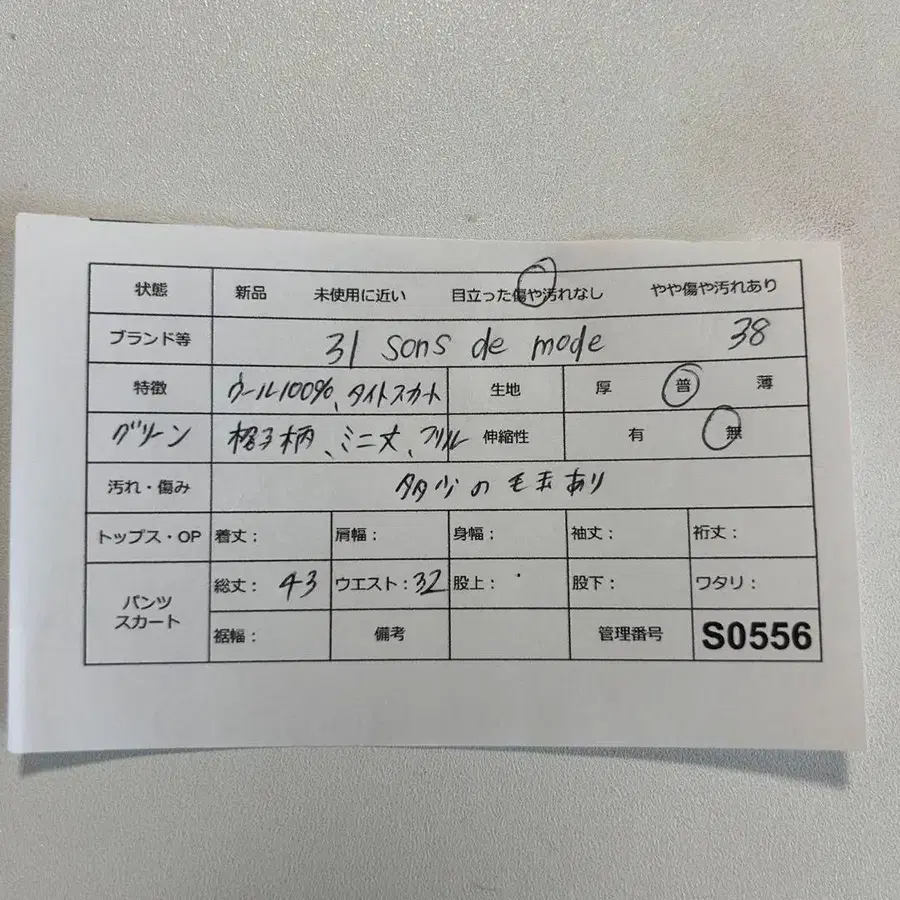 状態 新品 未使用に近い 目立った傷や汚れなし やや傷や汚れあり
ブランド等 31 sons de mode 38
特徴 ウール100%、タイトスカート 生地 厚 普 薄
グリーン 格子柄、ミニ丈、フリル 伸縮性 有 無
汚れ・傷み 多少の毛玉あり
トップス・OP 着丈: 肩幅: 身幅: 袖丈: 裄丈:
パンツ スカート 総丈: 43 ウエスト:32 股上: 股下: ワタリ:
裾幅: 備考 管理番号 S0556